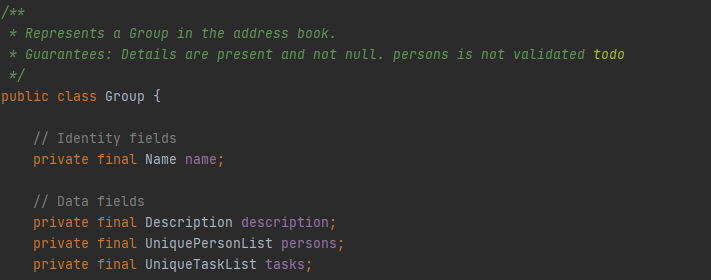 /**
 * Represents a Group in the address book.
 * Guarantees: Details are present and not null. persons is not validated todo
 */
public class Group {

    // Identity fields
    private final Name name;

    // Data fields
    private final Description description;
    private final UniquePersonList persons;
    private final UniqueTaskList tasks;